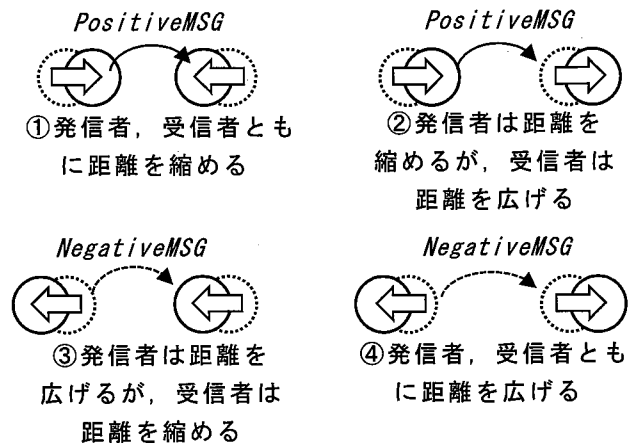 PositiveMSG
①発信者，受信者とも
に距離を縮める
PositiveMSG
②発信者は距離を
縮めるが，受信者は
距離を広げる
NegativeMSG
③発信者は距離を
広げるが，受信者は
距離を縮める
NegativeMSG
④発信者，受信者とも
に距離を広げる